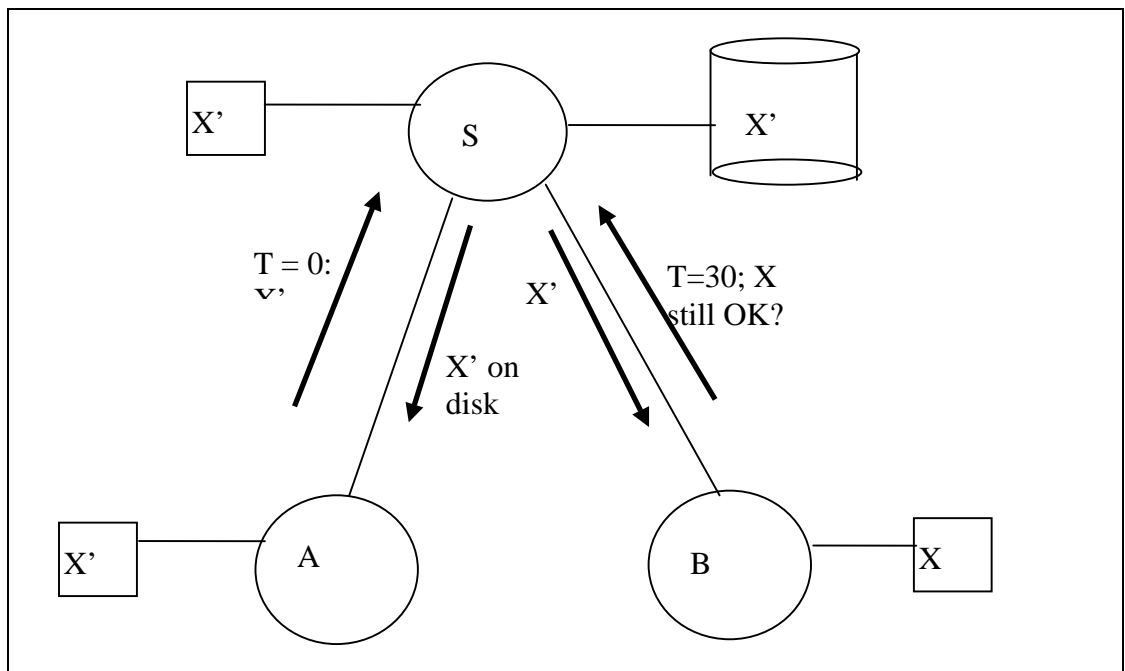 X’
S
X’
T = 0:
X’
T=30; X
still OK?
X’ on
disk
X’
A
B
X